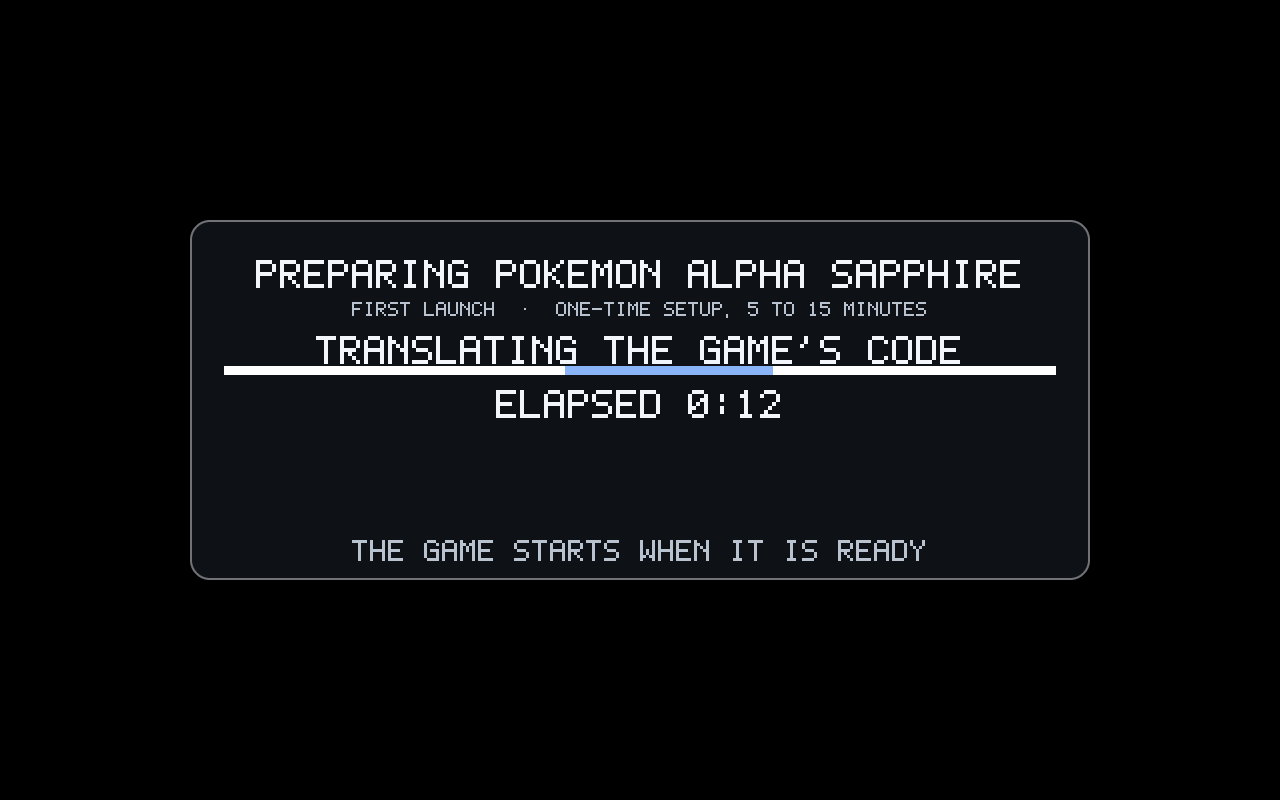 PREPARING POKEMON ALPHA SAPPHIRE
FIRST LAUNCH · ONE-TIME SETUP, 5 TO 15 MINUTES
TRANSLATING THE GAME'S CODE
ELAPSED 0:12
THE GAME STARTS WHEN IT IS READY